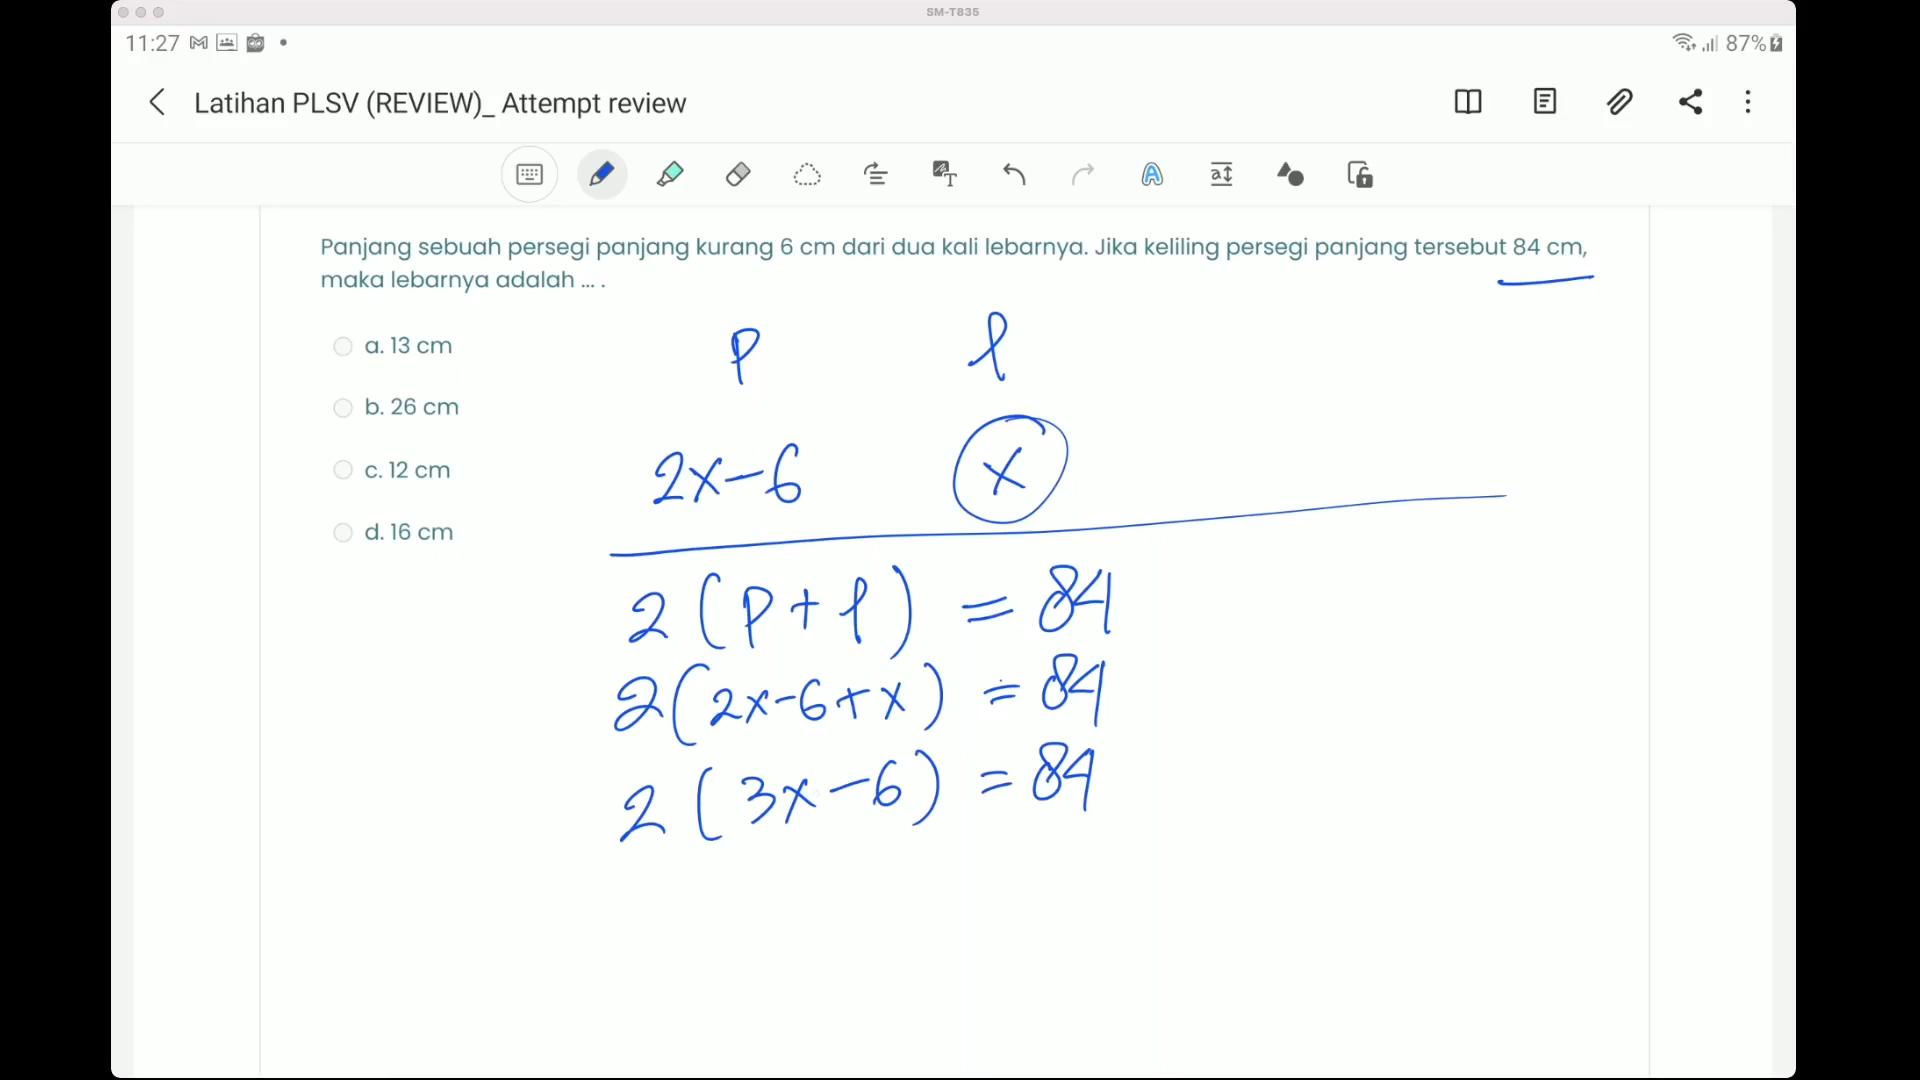 SM-T835
11:27
87%
Latihan PLSV (REVIEW)_ Attempt review
Panjang sebuah persegi panjang kurang 6 cm dari dua kali lebarnya. Jika keliling persegi panjang tersebut 84 cm,
maka lebarnya adalah ... .
a. 13 cm
b. 26 cm
c. 12 cm
d. 16 cm
P l
2x-6 x
2(P+l) = 84
2(2x-6+x) = 84
2(3x-6) = 84